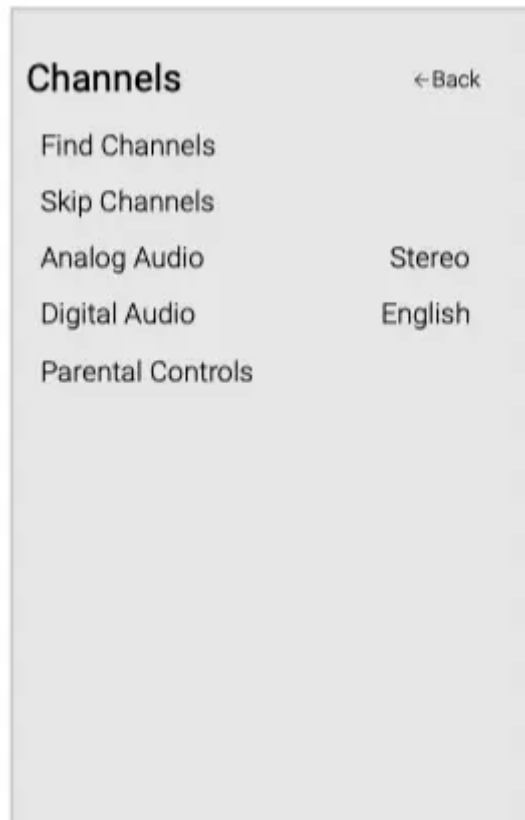 Channels ←Back
Find Channels
Skip Channels
Analog Audio Stereo
Digital Audio English
Parental Controls